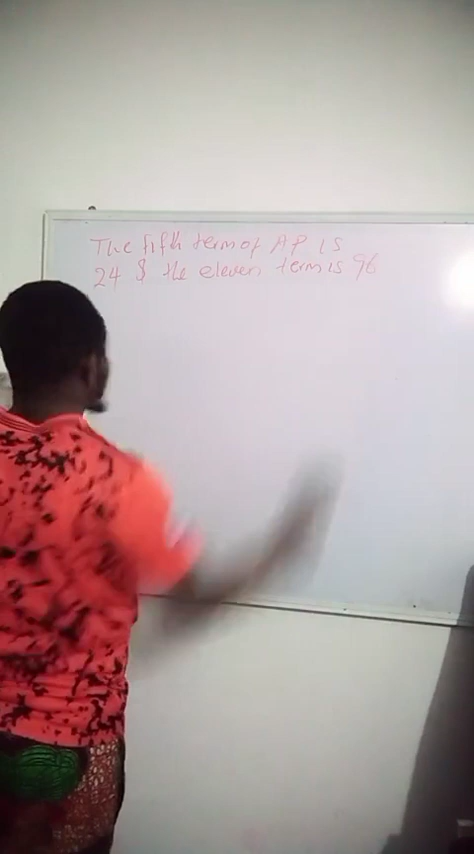 The fifth term of AP is
24 & the eleven term is 96